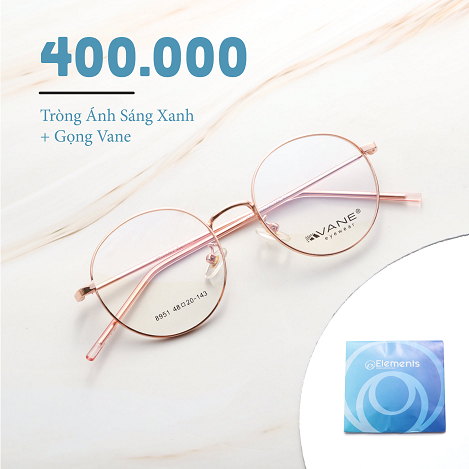 400.000
Tròng Ánh Sáng Xanh
+ Gọng Vane
VANE®
eyewear
8951 48□20-143
Elements